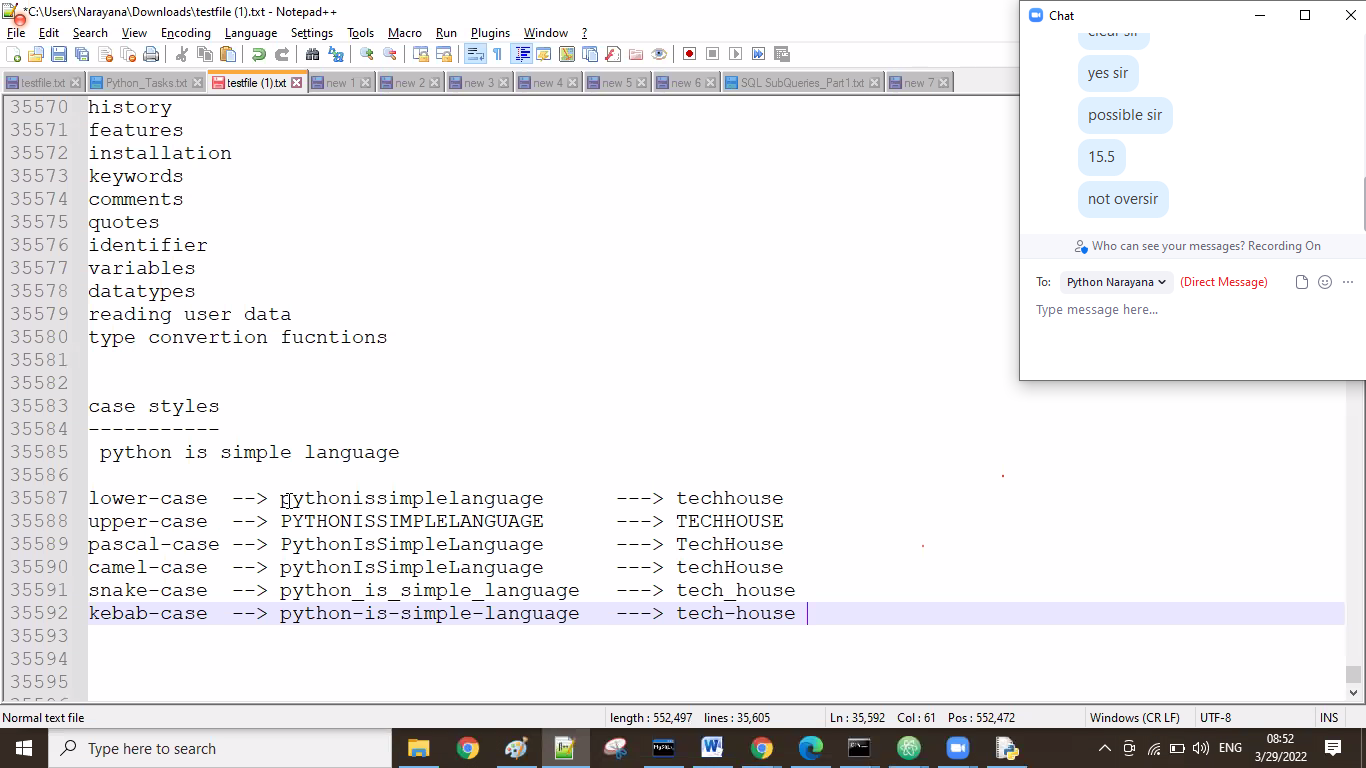 *C:\Users\Narayana\Downloads\testfile (1).txt - Notepad++
File Edit Search View Encoding Language Settings Tools Macro Run Plugins Window ?
testfile.txt Python_Tasks.txt testfile (1).txt new 1 new 2 new 3 new 4 new 5 new 6 SQL SubQueries_Part1.txt new 7
35570 history
35571 features
35572 installation
35573 keywords
35574 comments
35575 quotes
35576 identifier
35577 variables
35578 datatypes
35579 reading user data
35580 type convertion fucntions
35581
35582
35583 case styles
35584 -----------
35585 python is simple language
35586
35587 lower-case --> pythonissimplelanguage ---> techhouse
35588 upper-case --> PYTHONISSIMPLELANGUAGE ---> TECHHOUSE
35589 pascal-case --> PythonIsSimpleLanguage ---> TechHouse
35590 camel-case --> pythonIsSimpleLanguage ---> techHouse
35591 snake-case --> python_is_simple_language ---> tech_house
35592 kebab-case --> python-is-simple-language ---> tech-house
35593
35594
35595
Normal text file length : 552,497 lines : 35,605 Ln : 35,592 Col : 61 Pos : 552,472 Windows (CR LF) UTF-8 INS
Chat
clear sir
yes sir
possible sir
15.5
not oversir
Who can see your messages? Recording On
To: Python Narayana (Direct Message)
Type message here...
Type here to search
ENG
08:52
3/29/2022